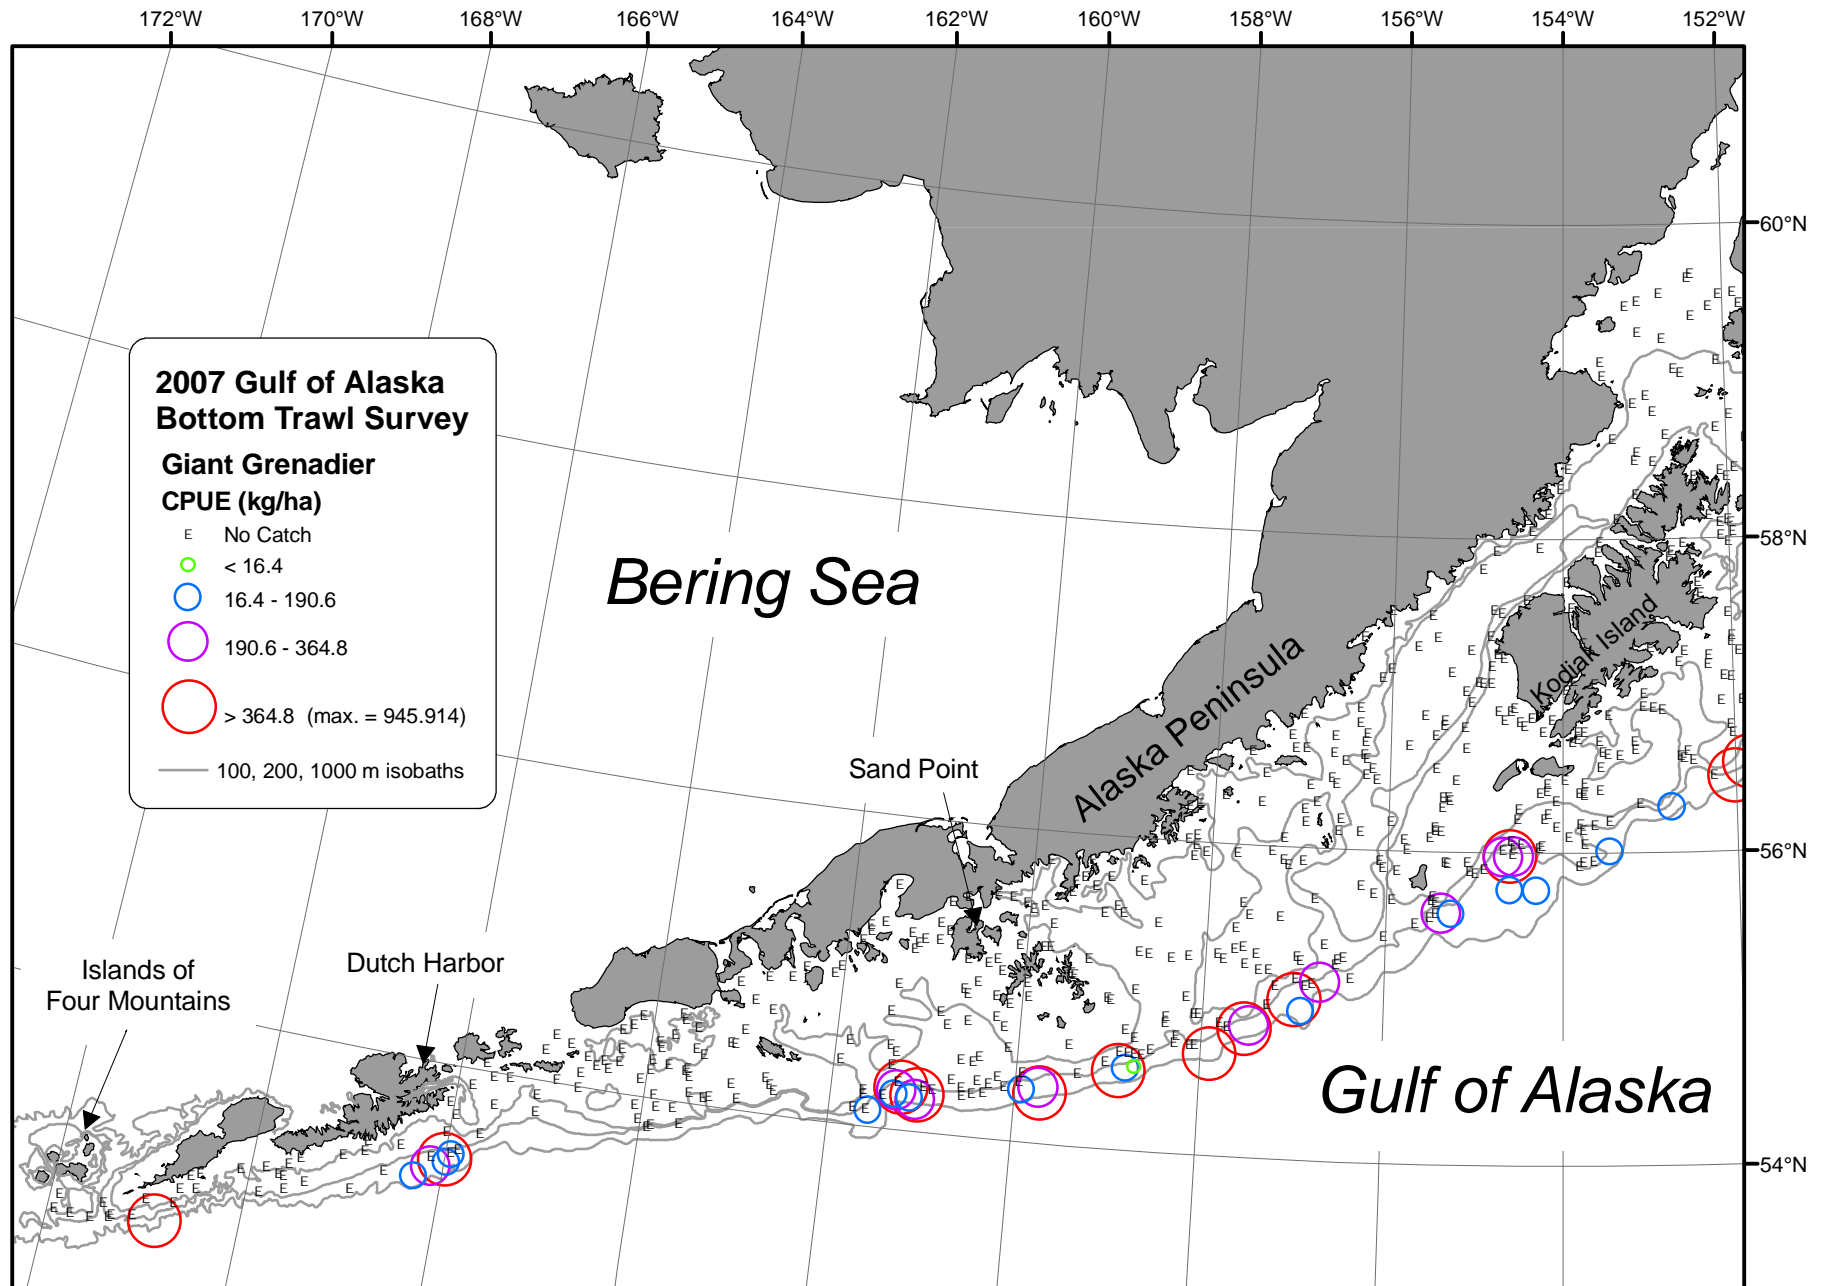 172°W 170°W 168°W 166°W 164°W 162°W 160°W 158°W 156°W 154°W 152°W
60°N
58°N
56°N
54°N
2007 Gulf of Alaska
Bottom Trawl Survey
Giant Grenadier
CPUE (kg/ha)
E No Catch
< 16.4
16.4 - 190.6
190.6 - 364.8
> 364.8 (max. = 945.914)
100, 200, 1000 m isobaths
Bering Sea
Alaska Peninsula
Kodiak Island
Sand Point
Dutch Harbor
Islands of
Four Mountains
Gulf of Alaska